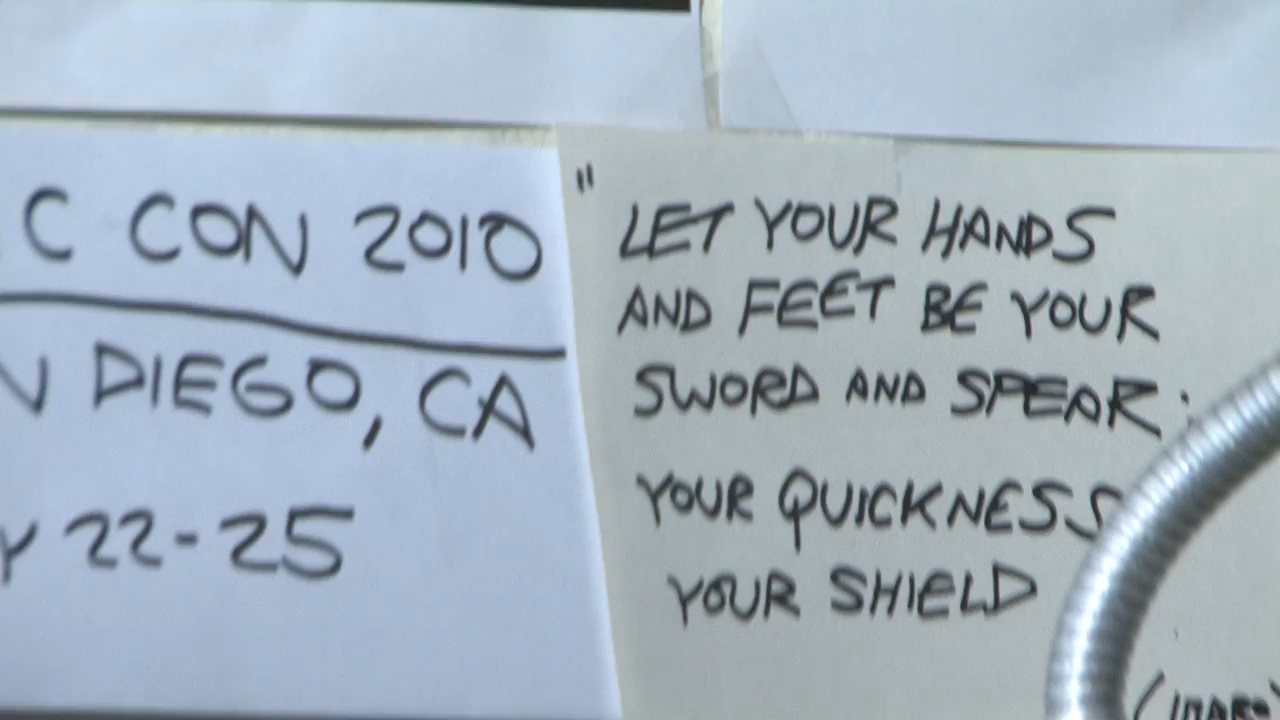 C CON 2010
DIEGO, CA
22-25
" LET YOUR HANDS
AND FEET BE YOUR
SWORD AND SPEAR.
YOUR QUICKNESS
YOUR SHIELD